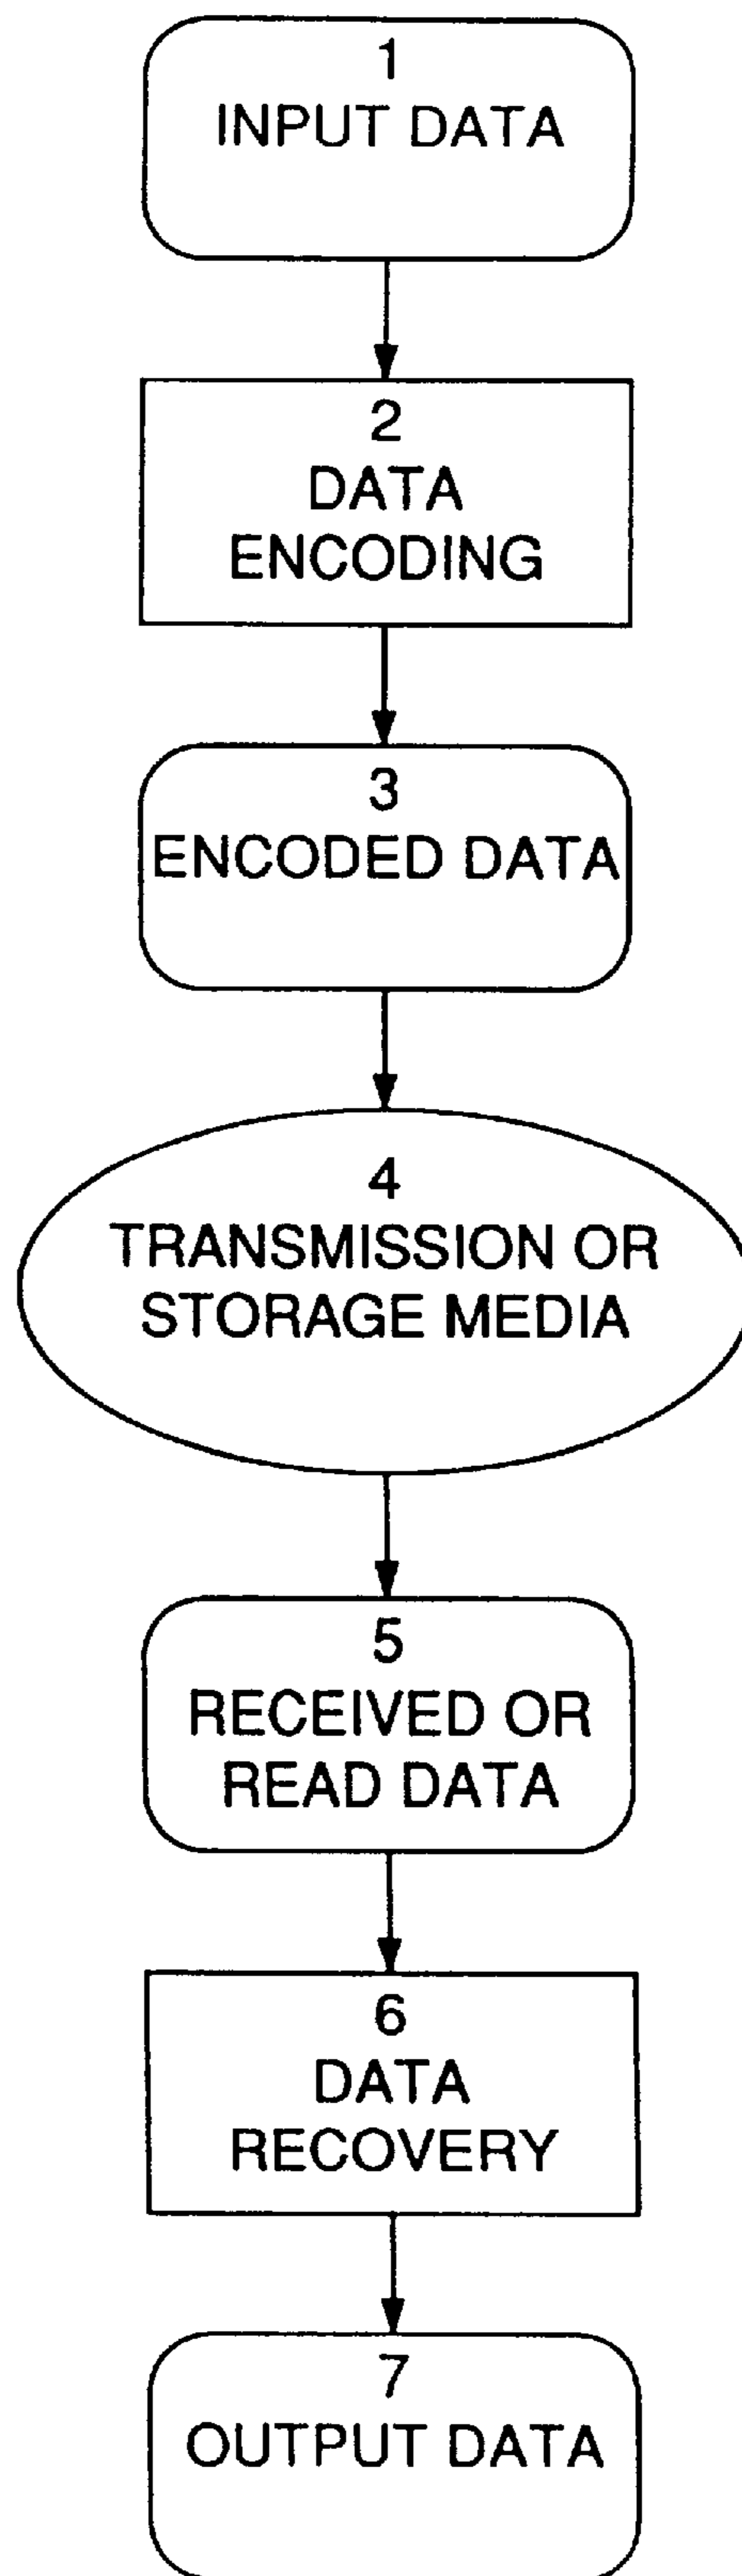 1
INPUT DATA
2
DATA
ENCODING
3
ENCODED DATA
4
TRANSMISSION OR
STORAGE MEDIA
5
RECEIVED OR
READ DATA
6
DATA
RECOVERY
7
OUTPUT DATA